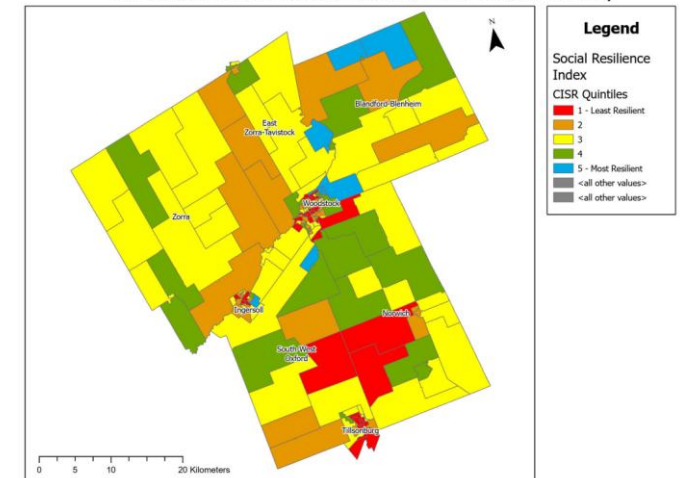 N
Legend
Social Resilience
Index
CISR Quintiles
1 - Least Resilient
2
3
4
5 - Most Resilient
<all other values>
<all other values>
Blandford-Blenheim
East
Zorra-Tavistock
Woodstock
Zorra
Ingersoll
Norwich
South-West
Oxford
Tillsonburg
0 5 10 20 Kilometers